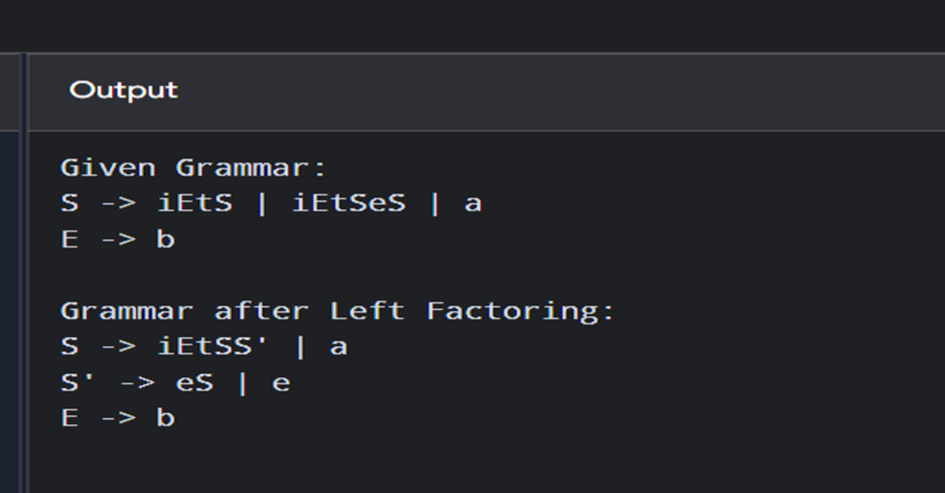 Output
Given Grammar:
S -> iEtS | iEtSeS | a
E -> b
Grammar after Left Factoring:
S -> iEtSS' | a
S' -> eS | e
E -> b